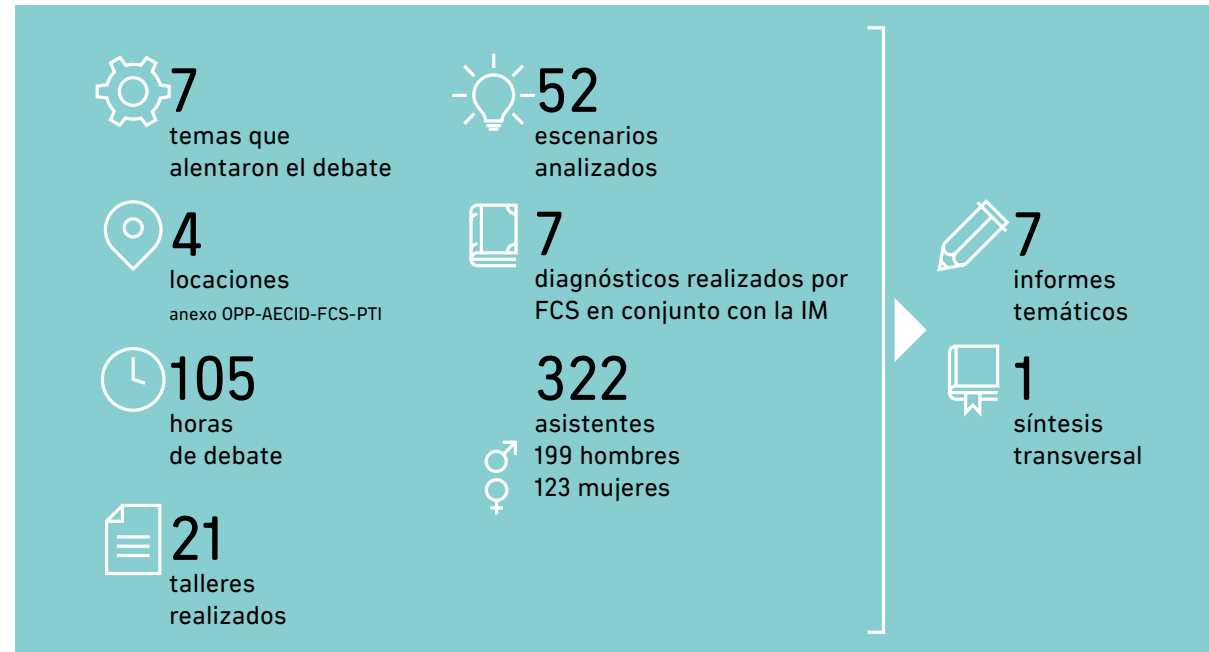 7
temas que
alentaron el debate
4
locaciones
anexo OPP-AECID-FCS-PTI
105
horas
de debate
21
talleres
realizados
52
escenarios
analizados
7
diagnósticos realizados por
FCS en conjunto con la IM
322
asistentes
199 hombres
123 mujeres
7
informes
temáticos
1
síntesis
transversal